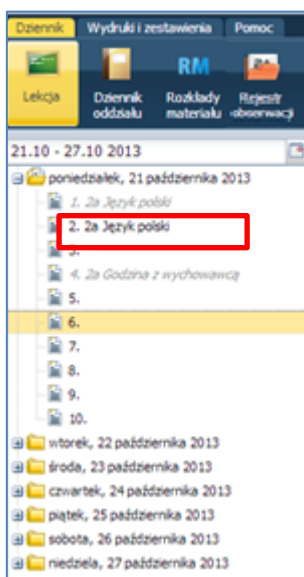 Dziennik Wydruki i zestawienia Pomoc
RM
Lekcja Dziennik oddziału Rozkłady materiału Rejestr obserwacji
21.10 - 27.10 2013
poniedziałek, 21 października 2013
1. 2a Język polski
2. 2a Język polski
3.
4. 2a Godzina z wychowawcą
5.
6.
7.
8.
9.
10.
wtorek, 22 października 2013
środa, 23 października 2013
czwartek, 24 października 2013
piątek, 25 października 2013
sobota, 26 października 2013
niedziela, 27 października 2013